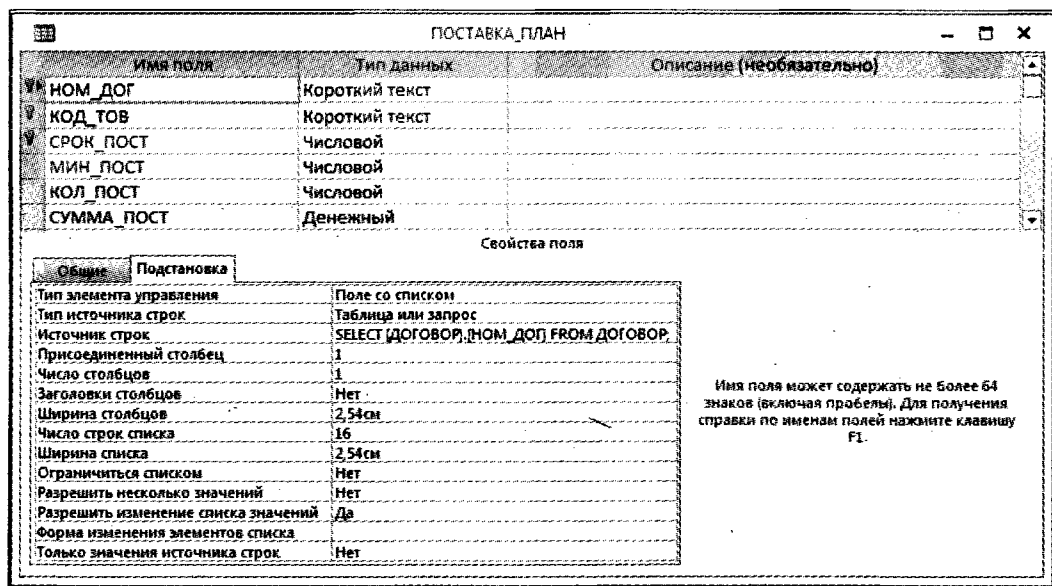 ПОСТАВКА_ПЛАН
Имя поля Тип данных Описание (необязательно)
НОМ_ДОГ Короткий текст
КОД_ТОВ Короткий текст
СРОК_ПОСТ Числовой
МИН_ПОСТ Числовой
КОЛ_ПОСТ Числовой
СУММА_ПОСТ Денежный
Свойства поля
Общие Подстановка
Тип элемента управления Поле со списком
Тип источника строк Таблица или запрос
Источник строк SELECT [ДОГОВОР].[НОМ_ДОГ] FROM ДОГОВОР;
Присоединенный столбец 1
Число столбцов 1
Заголовки столбцов Нет
Ширина столбцов 2,54см
Число строк списка 16
Ширина списка 2,54см
Ограничиться списком Нет
Разрешить несколько значений Нет
Разрешить изменение списка значений Да
Форма изменения элементов списка
Только значения источника строк Нет
Имя поля может содержать не более 64
знаков (включая пробелы). Для получения
справки по именам полей нажмите клавишу
F1.